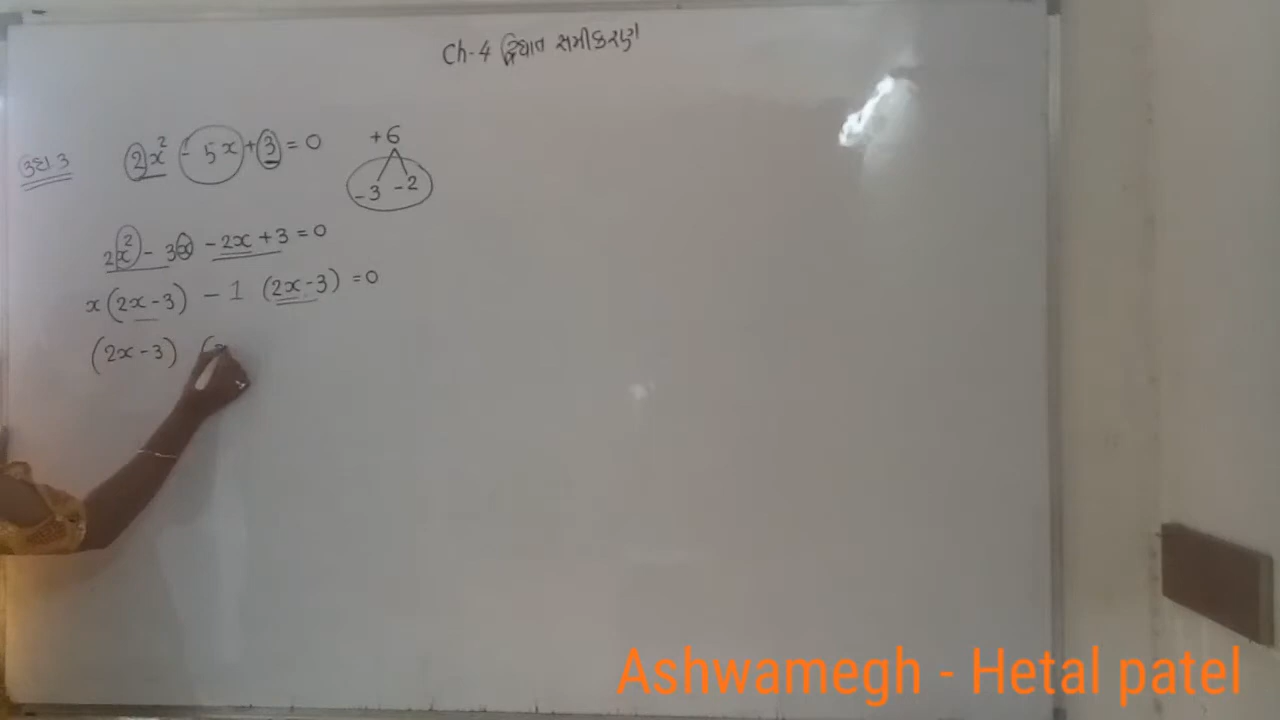 Ch-4 દ્વિઘાત સમીકરણ
ઉદા.3 2x² - 5x + 3 = 0
+6
-3 -2
2x² - 3x - 2x + 3 = 0
x (2x - 3) - 1 (2x - 3) = 0
(2x - 3) (
Ashwamegh - Hetal patel